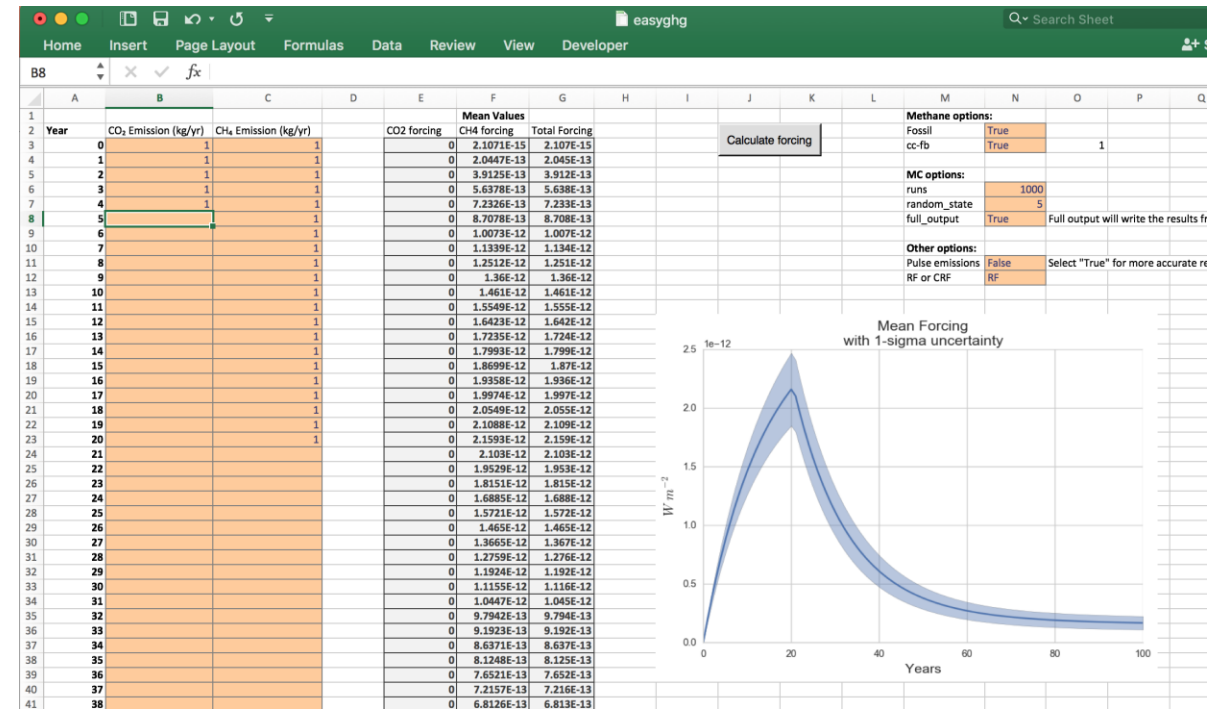 easyghg
Search Sheet
Home Insert Page Layout Formulas Data Review View Developer
B8 fx
A B C D E F G H I J K L M N O P Q
1 Mean Values Methane options:
2 Year CO₂ Emission (kg/yr) CH₄ Emission (kg/yr) CO2 forcing CH4 forcing Total Forcing Fossil True
3 0 1 1 0 2.1071E-15 2.107E-15 Calculate forcing cc-fb True 1
4 1 1 1 0 2.0447E-13 2.045E-13
5 2 1 1 0 3.9125E-13 3.912E-13 MC options:
6 3 1 1 0 5.6378E-13 5.638E-13 runs 1000
7 4 1 1 0 7.2326E-13 7.233E-13 random_state 5
8 5 1 0 8.7078E-13 8.708E-13 full_output True Full output will write the results fr
9 6 1 0 1.0073E-12 1.007E-12
10 7 1 0 1.1339E-12 1.134E-12 Other options:
11 8 1 0 1.2512E-12 1.251E-12 Pulse emissions False Select "True" for more accurate re
12 9 1 0 1.36E-12 1.36E-12 RF or CRF RF
13 10 1 0 1.461E-12 1.461E-12
14 11 1 0 1.5549E-12 1.555E-12
15 12 1 0 1.6423E-12 1.642E-12
16 13 1 0 1.7235E-12 1.724E-12
17 14 1 0 1.7993E-12 1.799E-12
18 15 1 0 1.8699E-12 1.87E-12
19 16 1 0 1.9358E-12 1.936E-12
20 17 1 0 1.9974E-12 1.997E-12
21 18 1 0 2.0549E-12 2.055E-12
22 19 1 0 2.1088E-12 2.109E-12
23 20 1 0 2.1593E-12 2.159E-12
24 21 0 2.103E-12 2.103E-12
25 22 0 1.9529E-12 1.953E-12
26 23 0 1.8151E-12 1.815E-12
27 24 0 1.6885E-12 1.688E-12
28 25 0 1.5721E-12 1.572E-12
29 26 0 1.465E-12 1.465E-12
30 27 0 1.3665E-12 1.367E-12
31 28 0 1.2759E-12 1.276E-12
32 29 0 1.1924E-12 1.192E-12
33 30 0 1.1155E-12 1.116E-12
34 31 0 1.0447E-12 1.045E-12
35 32 0 9.7942E-13 9.794E-13
36 33 0 9.1923E-13 9.192E-13
37 34 0 8.6371E-13 8.637E-13
38 35 0 8.1248E-13 8.125E-13
39 36 0 7.6521E-13 7.652E-13
40 37 0 7.2157E-13 7.216E-13
41 38 0 6.8126E-13 6.813E-13
Mean Forcing
with 1-sigma uncertainty
1e−12
2.5
2.0
1.5
1.0
0.5
0.0
W m⁻²
0 20 40 60 80 100
Years